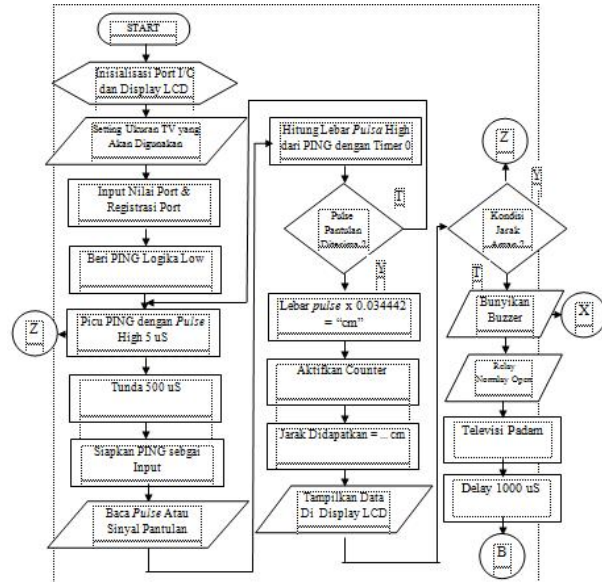 START
Inisialisasi Port I/C
dan Display LCD
Setting Ukuran TV yang
Akan Digunakan
Input Nilai Port &
Registrasi Port
Beri PING Logika Low
Z
Picu PING dengan Pulse
High 5 uS
Tunda 500 uS
Siapkan PING sebgai
Input
Baca Pulse Atau
Sinyal Pantulan
Hitung Lebar Pulsa High
dari PING dengan Timer 0
T
Pulse
Pantulan
Diterima ?
Y
Lebar pulse x 0.034442
= "cm"
Aktifkan Counter
Jarak Didapatkan = ... cm
Tampilkan Data
Di Display LCD
Z
Y
Kondisi
Jarak
Aman ?
T
Bunyikan
Buzzer
X
Relay
Normlay Open
Televisi Padam
Delay 1000 uS
B